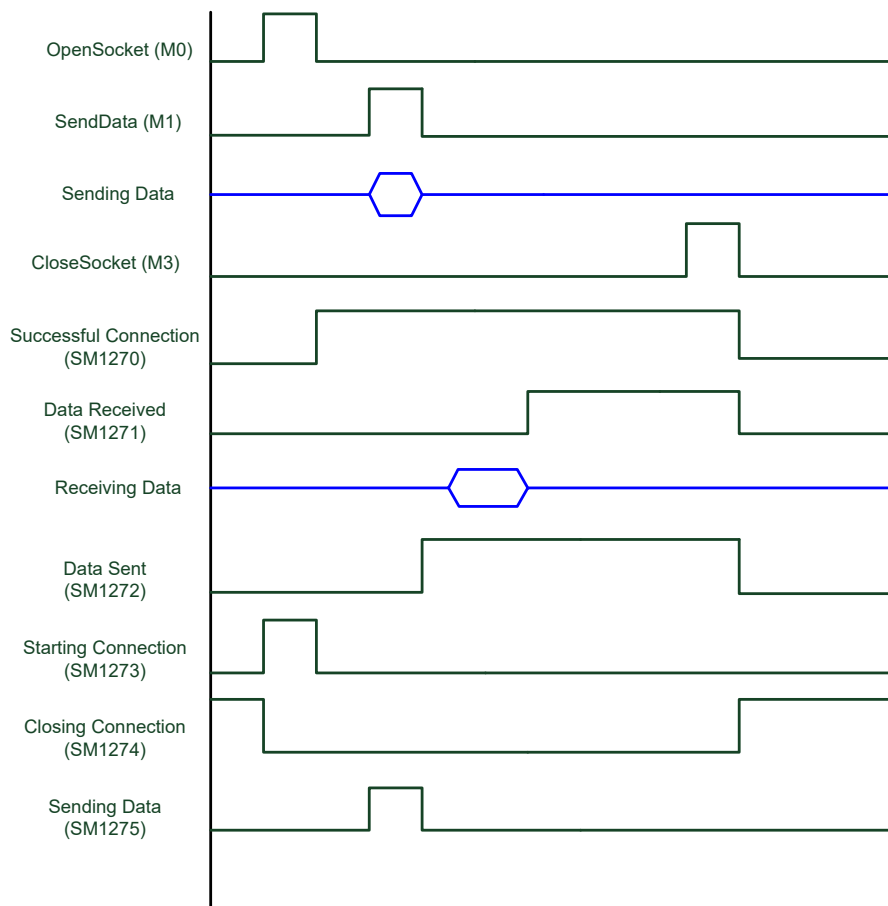 OpenSocket (M0)
SendData (M1)
Sending Data
CloseSocket (M3)
Successful Connection
(SM1270)
Data Received
(SM1271)
Receiving Data
Data Sent
(SM1272)
Starting Connection
(SM1273)
Closing Connection
(SM1274)
Sending Data
(SM1275)